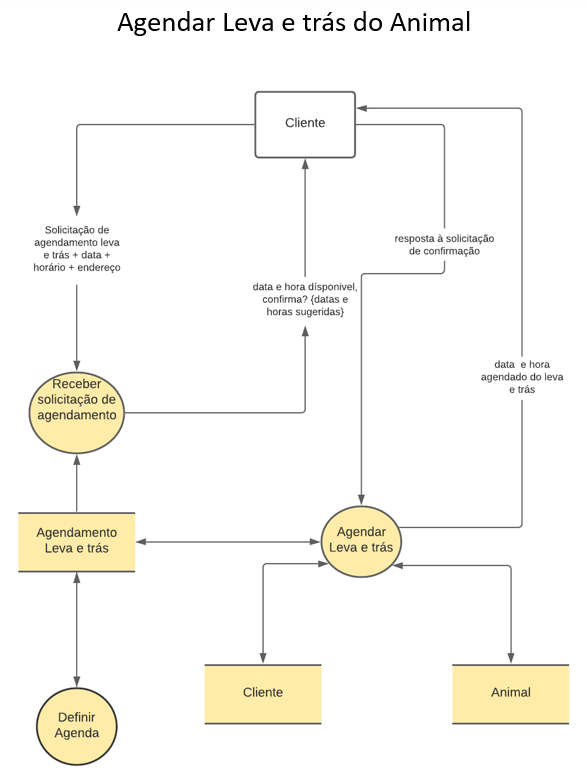 Agendar Leva e trás do Animal
Cliente
Solicitação de
agendamento leva
e trás + data +
horário + endereço
resposta à solicitação
de confirmação
data e hora dísponivel,
confirma? {datas e
horas sugeridas}
data e hora
agendado do leva
e trás
Receber
solicitação de
agendamento
Agendamento
Leva e trás
Agendar
Leva e trás
Cliente
Animal
Definir
Agenda